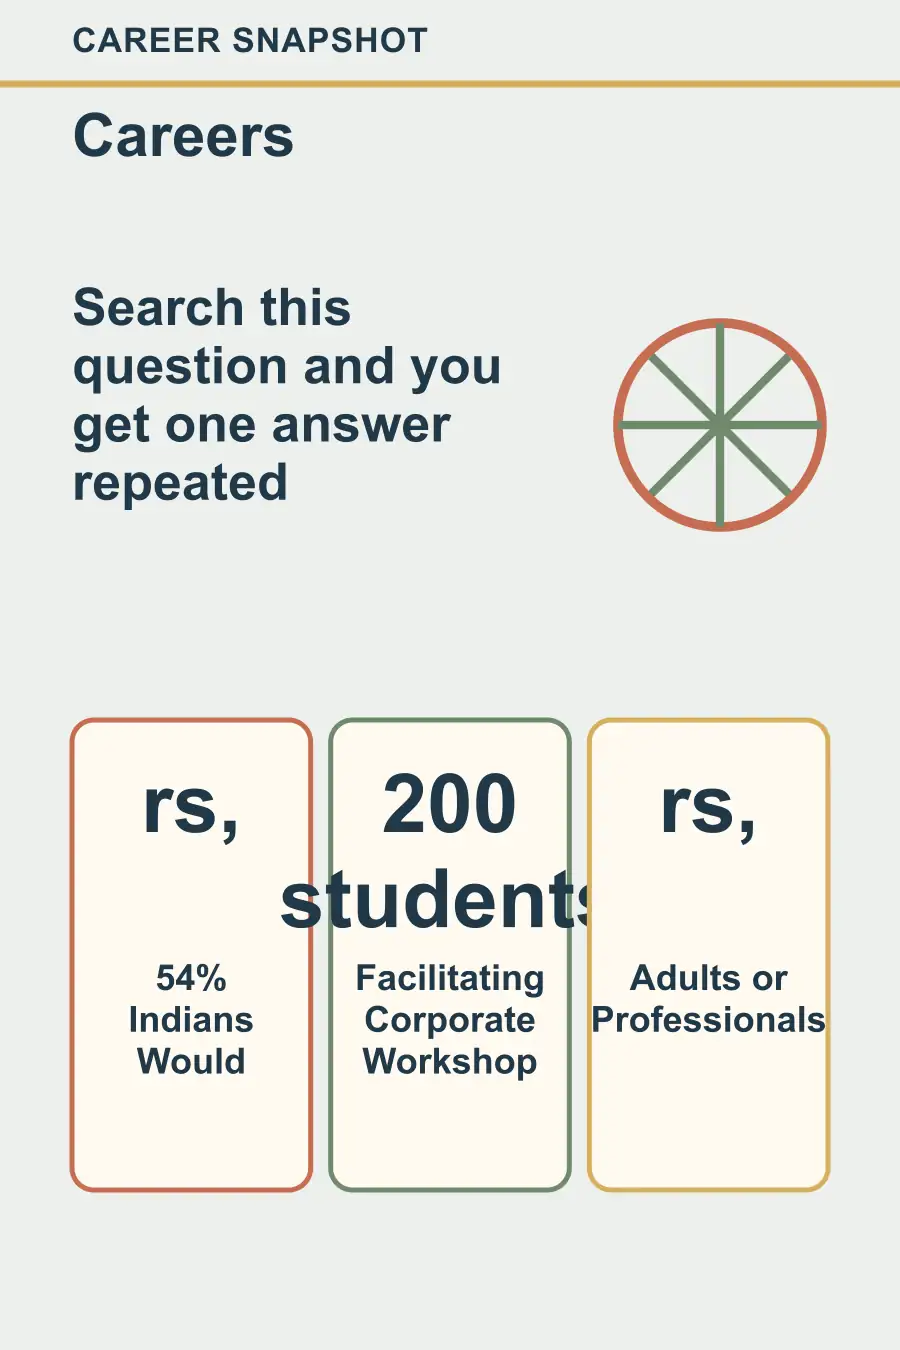 CAREER SNAPSHOT
Careers
Search this
question and you
get one answer
repeated
rs,
54%
Indians
Would
200
students
Facilitating
Corporate
Workshop
rs,
Adults or
Professionals